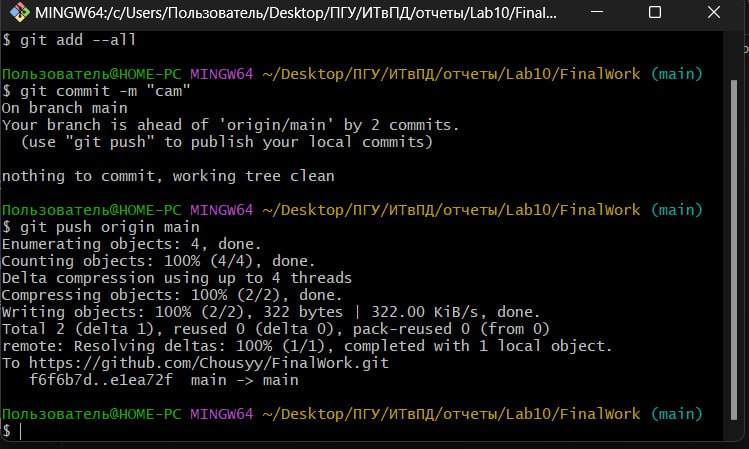 MINGW64:/c/Users/Пользователь/Desktop/ПГУ/ИТвПД/отчеты/Lab10/Final...
$ git add --all
Пользователь@HOME-PC MINGW64 ~/Desktop/ПГУ/ИТвПД/отчеты/Lab10/FinalWork (main)
$ git commit -m "cam"
On branch main
Your branch is ahead of 'origin/main' by 2 commits.
  (use "git push" to publish your local commits)
nothing to commit, working tree clean
Пользователь@HOME-PC MINGW64 ~/Desktop/ПГУ/ИТвПД/отчеты/Lab10/FinalWork (main)
$ git push origin main
Enumerating objects: 4, done.
Counting objects: 100% (4/4), done.
Delta compression using up to 4 threads
Compressing objects: 100% (2/2), done.
Writing objects: 100% (2/2), 322 bytes | 322.00 KiB/s, done.
Total 2 (delta 1), reused 0 (delta 0), pack-reused 0 (from 0)
remote: Resolving deltas: 100% (1/1), completed with 1 local object.
To https://github.com/Chousyy/FinalWork.git
   f6f6b7d..e1ea72f  main -> main
Пользователь@HOME-PC MINGW64 ~/Desktop/ПГУ/ИТвПД/отчеты/Lab10/FinalWork (main)
$